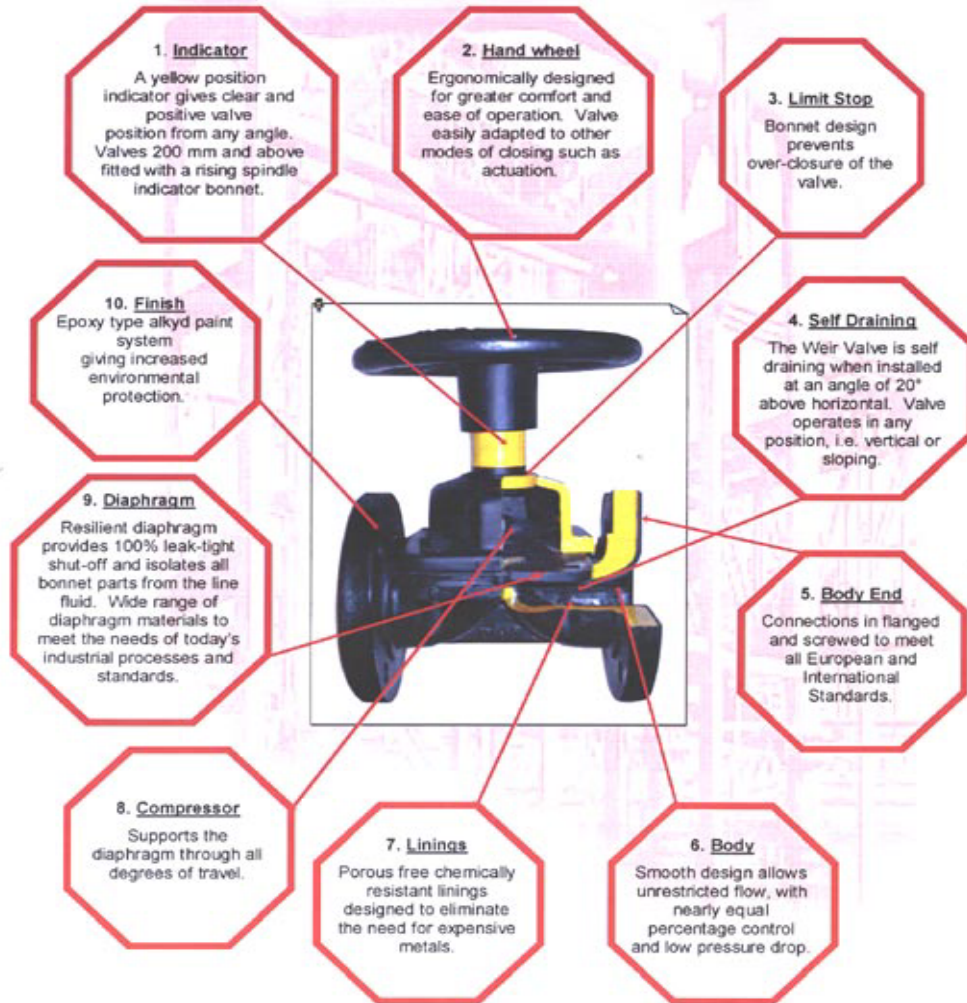 1. Indicator
A yellow position
indicator gives clear and
positive valve
position from any angle.
Valves 200 mm and above
fitted with a rising spindle
indicator bonnet.
2. Hand wheel
Ergonomically designed
for greater comfort and
ease of operation. Valve
easily adapted to other
modes of closing such as
actuation.
3. Limit Stop
Bonnet design
prevents
over-closure of the
valve.
4. Self Draining
The Weir Valve is self
draining when installed
at an angle of 20°
above horizontal. Valve
operates in any
position, i.e. vertical or
sloping.
5. Body End
Connections in flanged
and screwed to meet
all European and
International
Standards.
6. Body
Smooth design allows
unrestricted flow, with
nearly equal
percentage control
and low pressure drop.
7. Linings
Porous free chemically
resistant linings
designed to eliminate
the need for expensive
metals.
8. Compressor
Supports the
diaphragm through all
degrees of travel.
9. Diaphragm
Resilient diaphragm
provides 100% leak-tight
shut-off and isolates all
bonnet parts from the line
fluid. Wide range of
diaphragm materials to
meet the needs of today's
industrial processes and
standards.
10. Finish
Epoxy type alkyd paint
system
giving increased
environmental
protection.